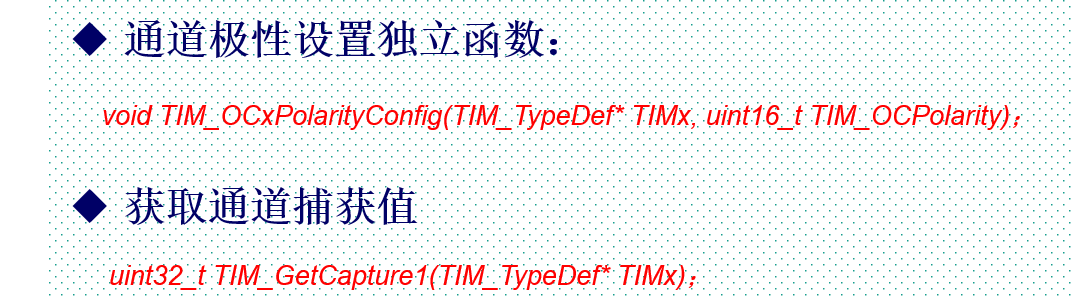 ◆ 通道极性设置独立函数：
void TIM_OCxPolarityConfig(TIM_TypeDef* TIMx, uint16_t TIM_OCPolarity)；
◆ 获取通道捕获值
uint32_t TIM_GetCapture1(TIM_TypeDef* TIMx)；